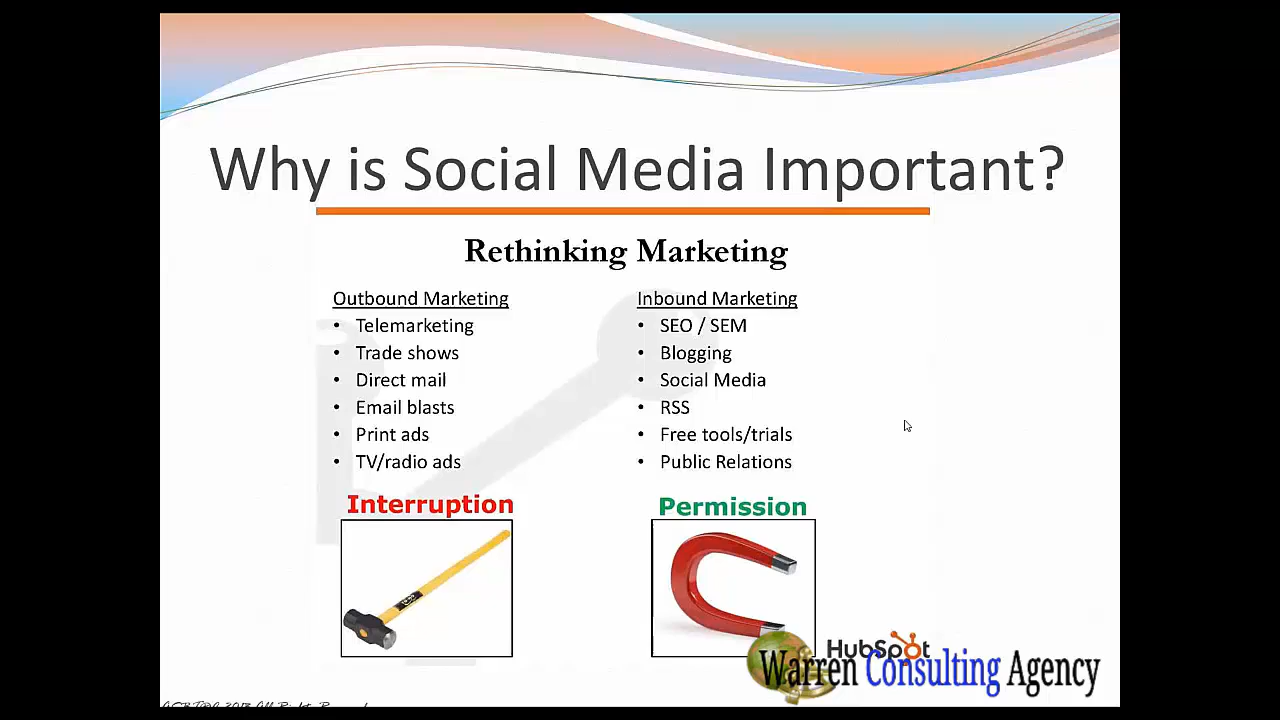 Why is Social Media Important?
Rethinking Marketing
Outbound Marketing
• Telemarketing
• Trade shows
• Direct mail
• Email blasts
• Print ads
• TV/radio ads
Interruption
Inbound Marketing
• SEO / SEM
• Blogging
• Social Media
• RSS
• Free tools/trials
• Public Relations
Permission
HubSpot
Warren Consulting Agency